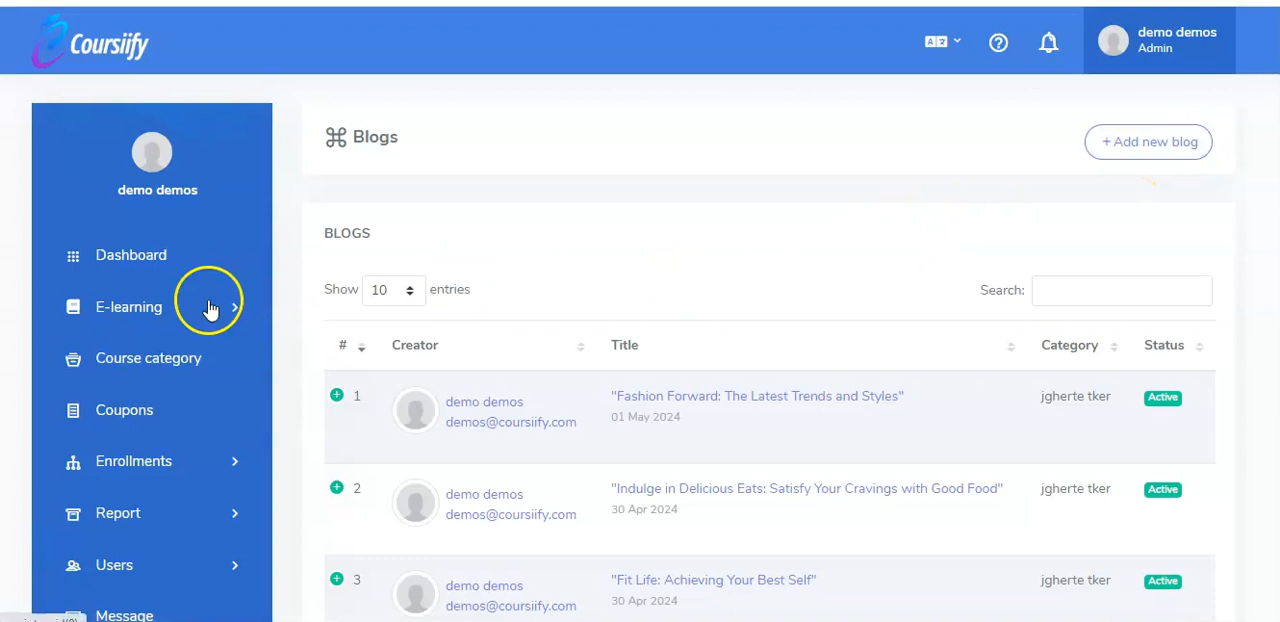 Coursiify
demo demos
Admin
demo demos
Dashboard
E-learning
Course category
Coupons
Enrollments
Report
Users
Message
Blogs
+ Add new blog
BLOGS
Show 10 entries
Search:
# Creator Title Category Status
1 demo demos "Fashion Forward: The Latest Trends and Styles" jgherte tker Active
demos@coursiify.com 01 May 2024
2 demo demos "Indulge in Delicious Eats: Satisfy Your Cravings with Good Food" jgherte tker Active
demos@coursiify.com 30 Apr 2024
3 demo demos "Fit Life: Achieving Your Best Self" jgherte tker Active
demos@coursiify.com 30 Apr 2024